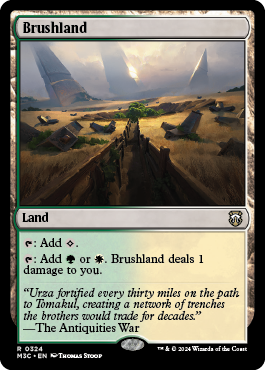 Brushland
Land
: Add .
: Add or . Brushland deals 1
damage to you.
“Urza fortified every thirty miles on the path
to Tomakul, creating a network of trenches
the brothers would trade for decades.”
—The Antiquities War
R 0324
M3C • EN Thomas Stoop
™ & © 2024 Wizards of the Coast